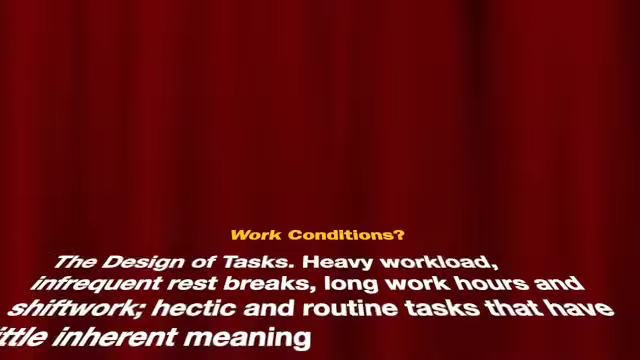 Work Conditions?
The Design of Tasks. Heavy workload,
infrequent rest breaks, long work hours and
shiftwork; hectic and routine tasks that have
ittle inherent meaning